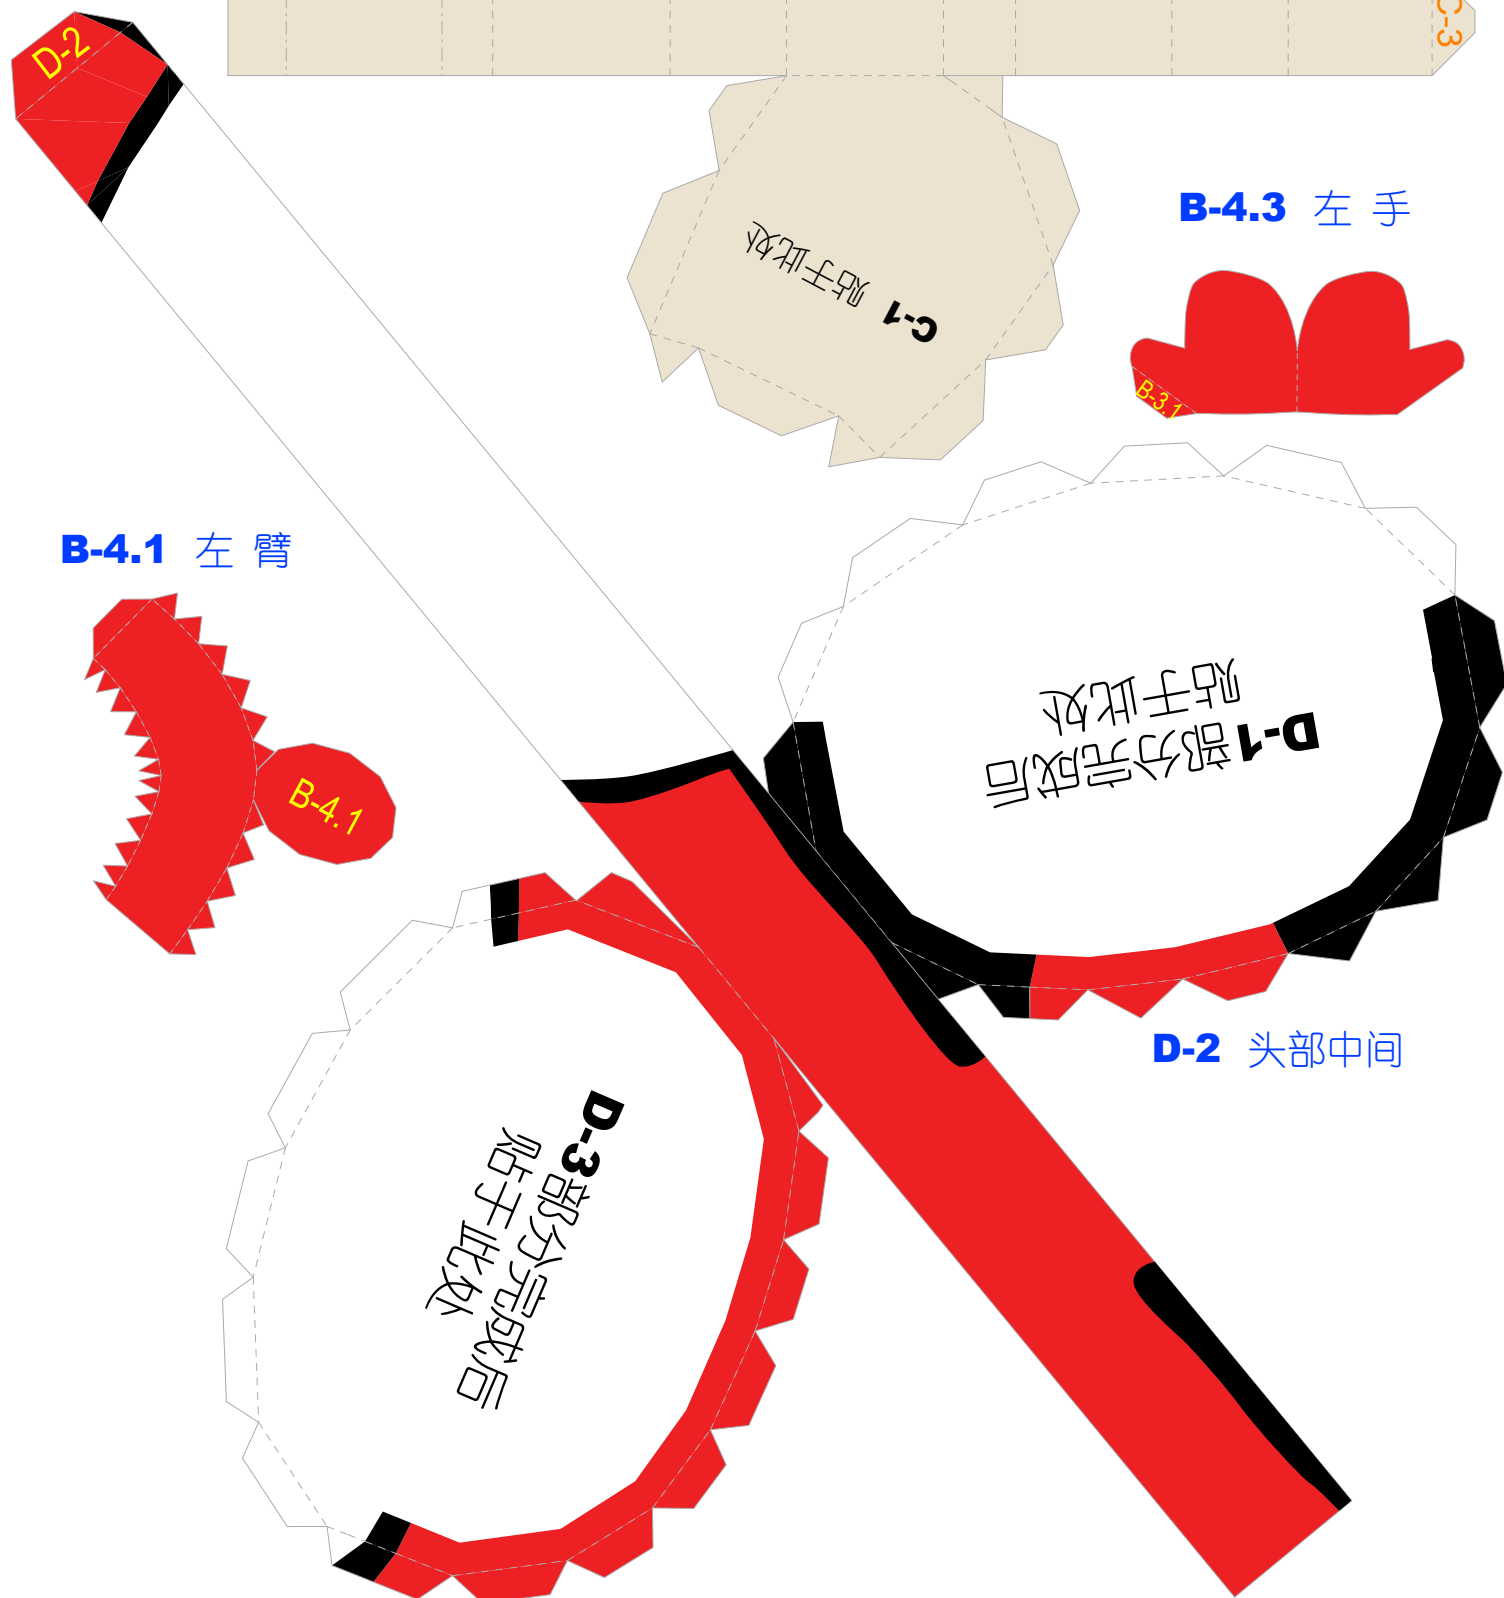 D-2
C-3
C-1 贴于此处
B-4.3 左 手
B-3.1
B-4.1 左 臂
B-4.1
D-1部分完成后
贴于此处
D-2 头部中间
D-3部分完成后
贴于此处